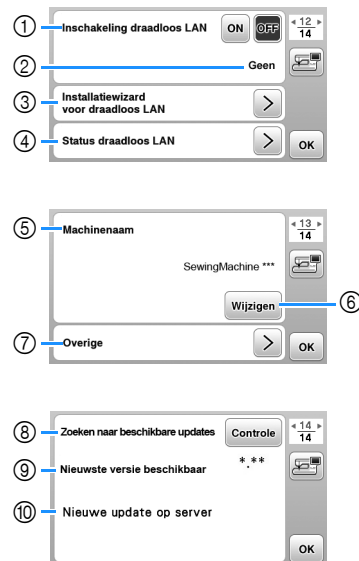 ① Inschakeling draadloos LAN ON OFF 12
14
② Geen
③ Installatiewizard
voor draadloos LAN >
④ Status draadloos LAN > OK
⑤ Machinenaam 13
14
SewingMachine ***
Wijzigen ⑥
⑦ Overige > OK
⑧ Zoeken naar beschikbare updates Controle 14
14
⑨ Nieuwste versie beschikbaar *.**
⑩ Nieuwe update op server
OK